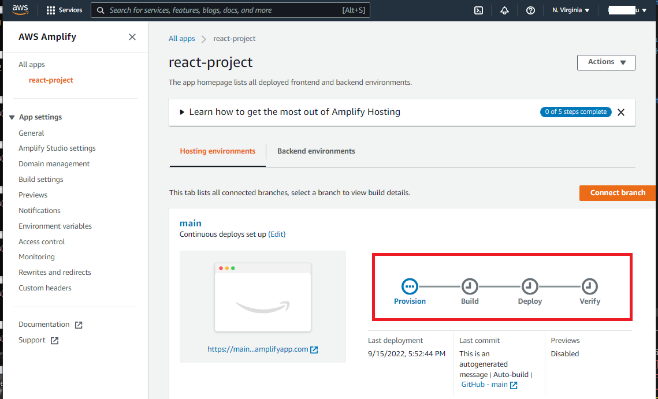 aws
Services
Search for services, features, blogs, docs, and more
[Alt+S]
N. Virginia
AWS Amplify
All apps
react-project
App settings
General
Amplify Studio settings
Domain management
Build settings
Previews
Notifications
Environment variables
Access control
Monitoring
Rewrites and redirects
Custom headers
Documentation
Support
All apps
react-project
react-project
Actions
The app homepage lists all deployed frontend and backend environments.
Learn how to get the most out of Amplify Hosting
0 of 5 steps complete
Hosting environments
Backend environments
This tab lists all connected branches, select a branch to view build details.
Connect branch
main
Continuous deploys set up (Edit)
https://main...amplifyapp.com
Provision
Build
Deploy
Verify
Last deployment
9/15/2022, 5:52:44 PM
Last commit
This is an
autogenerated
message | Auto-build |
GitHub - main
Previews
Disabled